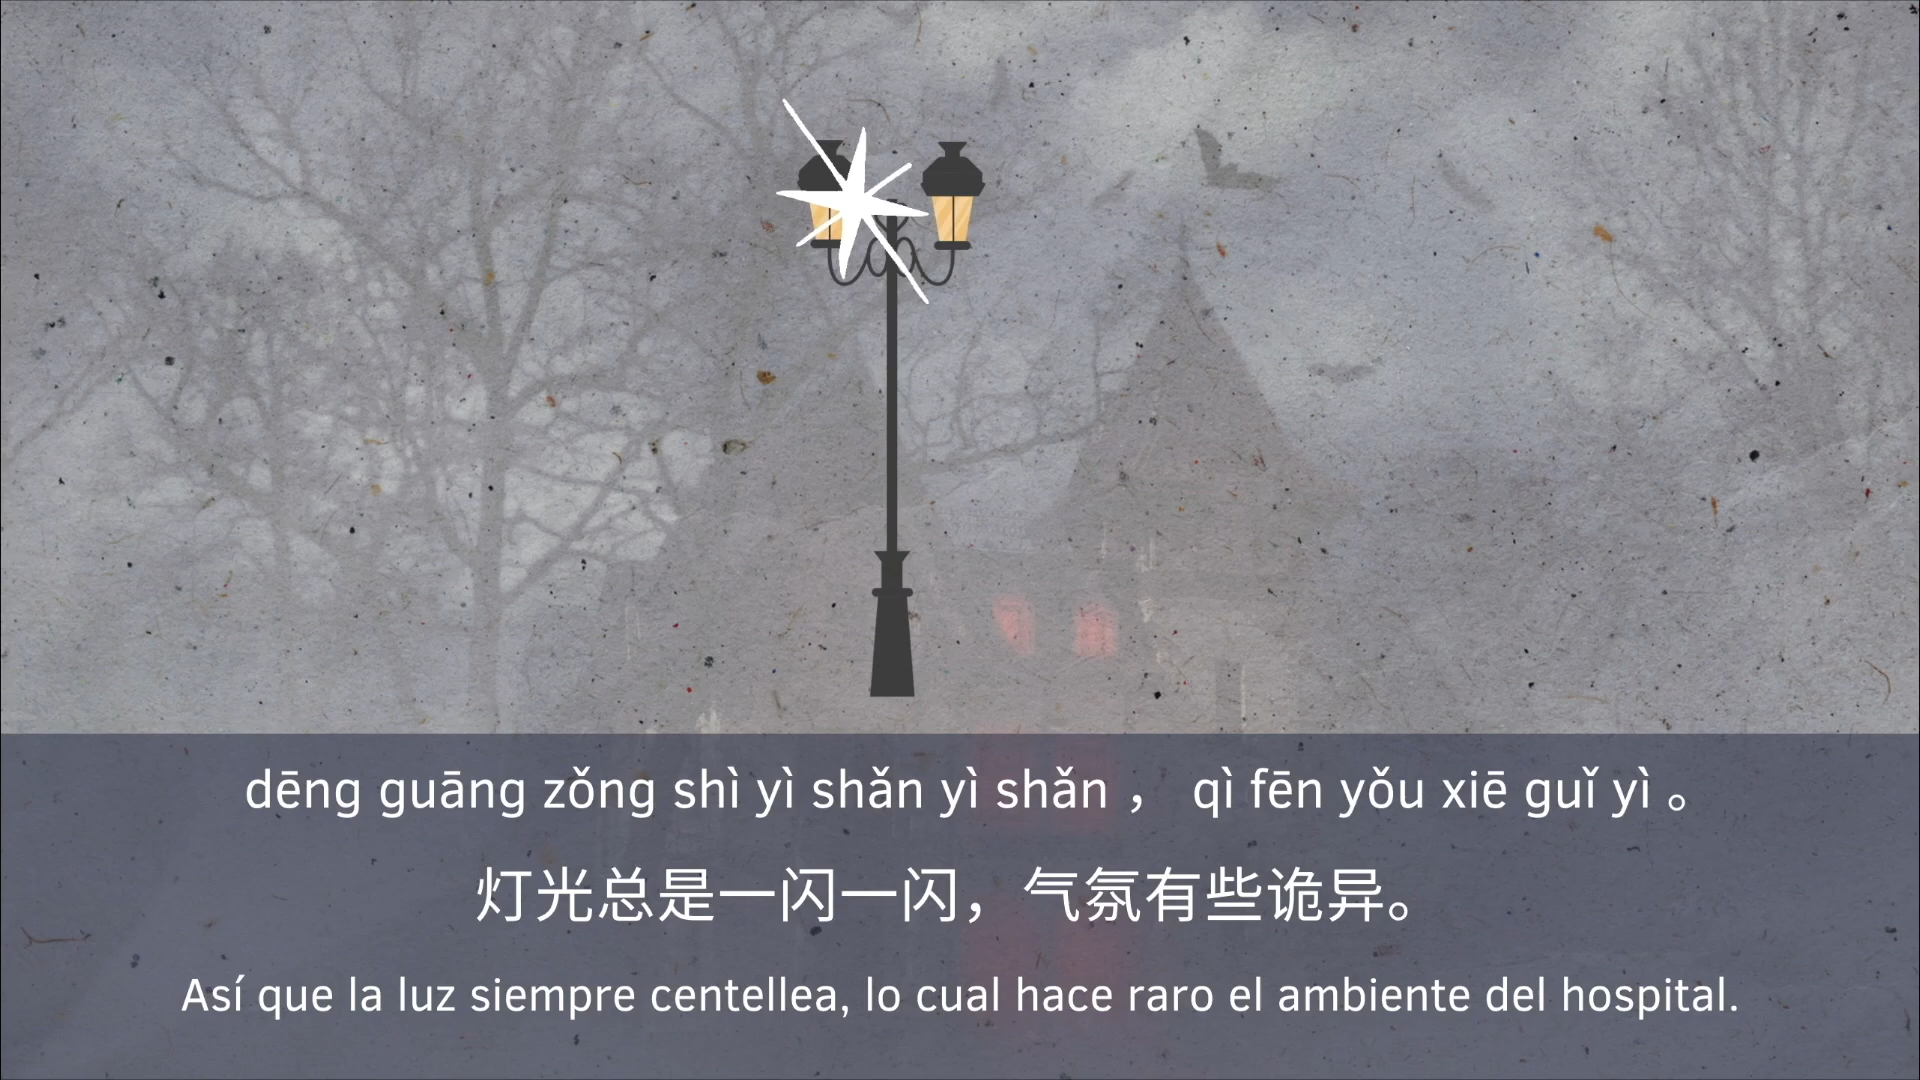 dēng guāng zǒng shì yì shǎn yì shǎn ， qì fēn yǒu xiē guǐ yì 。
灯光总是一闪一闪，气氛有些诡异。
Así que la luz siempre centellea, lo cual hace raro el ambiente del hospital.